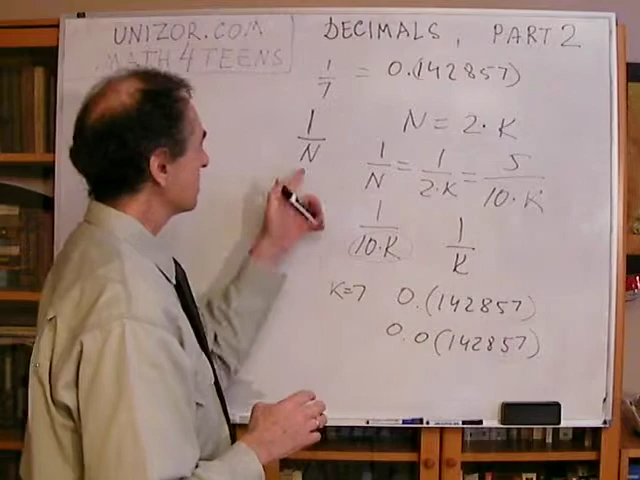 UNIZOR.COM
MATH 4 TEENS
DECIMALS, PART 2
1/7 = 0.(142857)
1/N
N = 2·K
1/N = 1/2·K = 5/10·K
1/10·K 1/K
K=7 0.(142857)
0.0(142857)